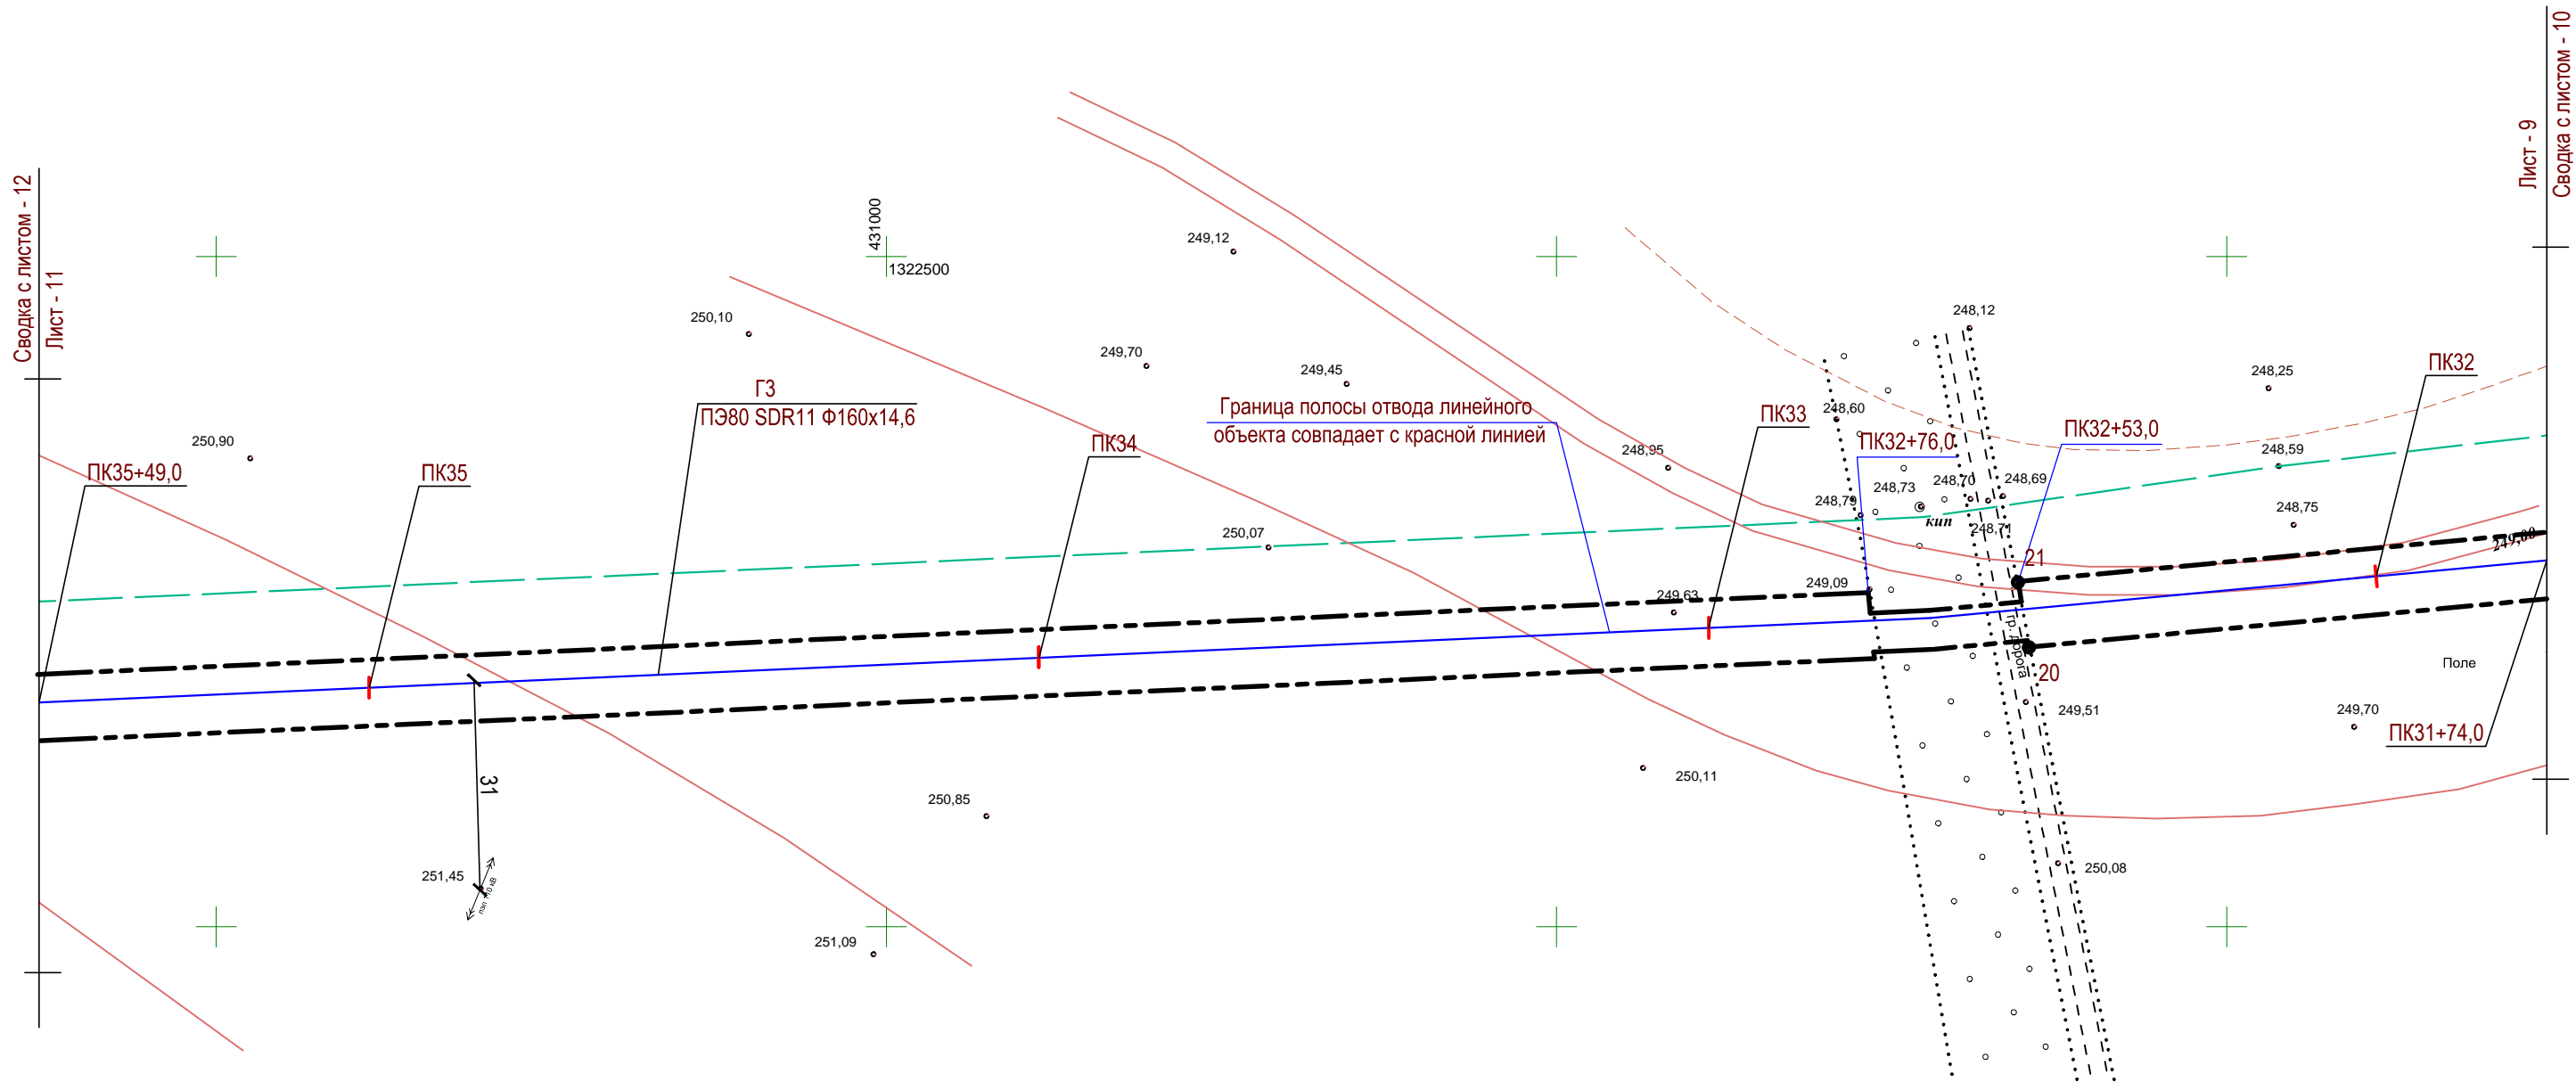 Сводка с листом - 12
Лист - 11
Лист - 9
Сводка с листом - 10
431000
1322500
249,12
250,10
249,70
249,45
248,12
248,25
ПК32
Г3
ПЭ80 SDR11 Ф160х14,6
Граница полосы отвода линейного
объекта совпадает с красной линией
ПК33
248,60
ПК32+76,0
ПК32+53,0
250,90
ПК34
248,95
248,59
ПК35+49,0
ПК35
248,73
248,70
248,69
248,79
248,75
кип
248,71
250,07
249,00
21
249,09
249,63
гр. дорога
20
Поле
249,51
249,70
ПК31+74,0
31
250,11
250,85
251,45
лэп 110 кВ
250,08
251,09